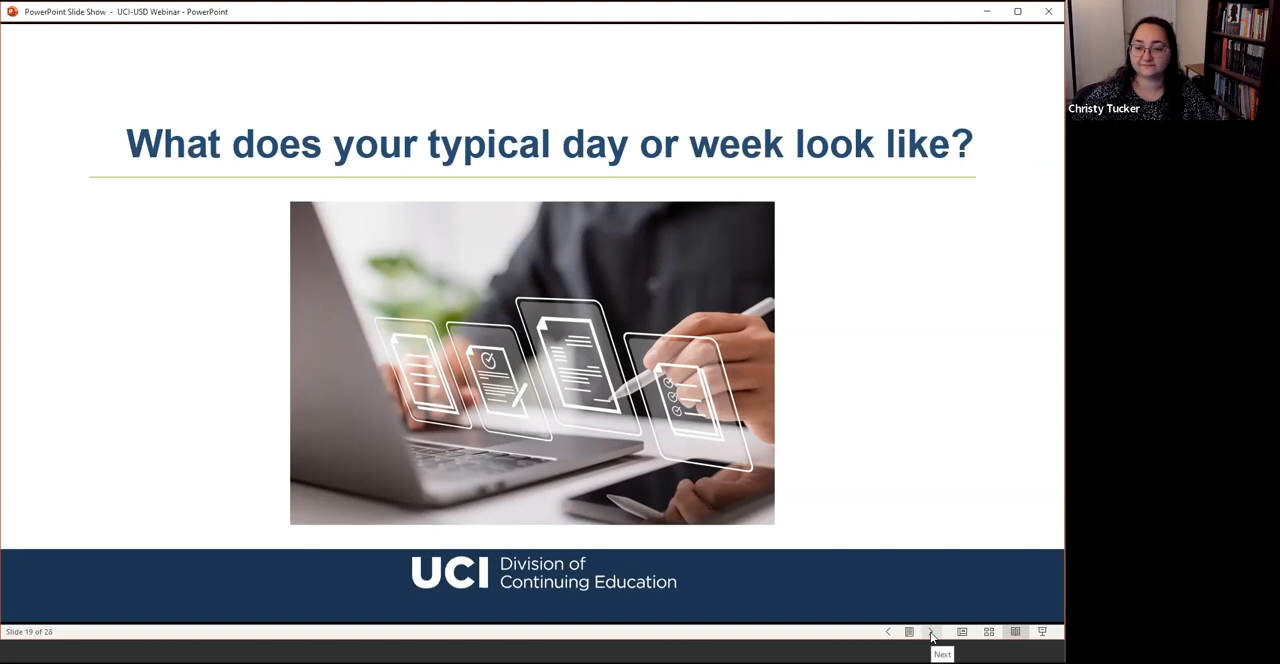 PowerPoint Slide Show - UCI-USD Webinar - PowerPoint
Christy Tucker
What does your typical day or week look like?
UCI Division of
Continuing Education
Slide 19 of 28
Next